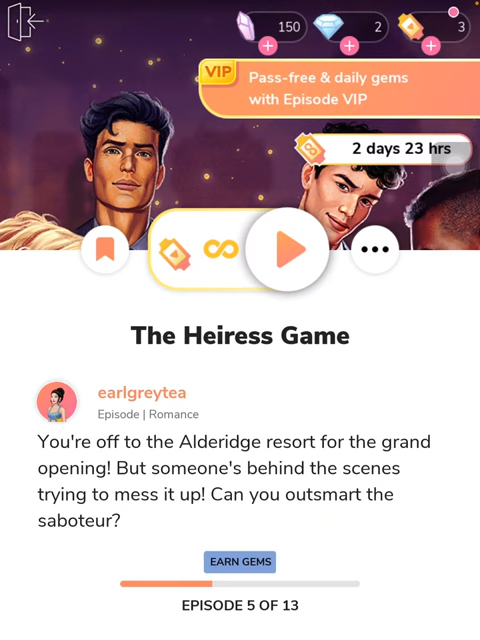 150
2
3
VIP
Pass-free & daily gems
with Episode VIP
2 days 23 hrs
The Heiress Game
earlgreytea
Episode | Romance
You're off to the Alderidge resort for the grand
opening! But someone's behind the scenes
trying to mess it up! Can you outsmart the
saboteur?
EARN GEMS
EPISODE 5 OF 13